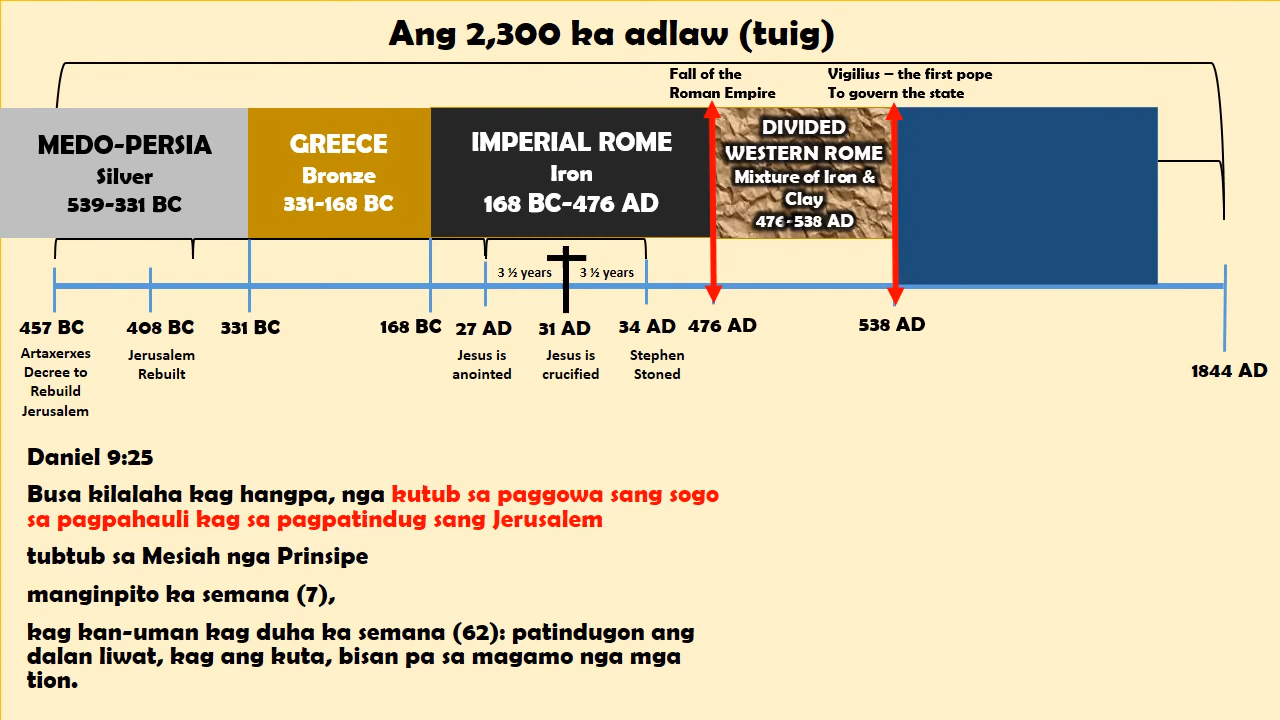 Ang 2,300 ka adlaw (tuig)
Fall of the
Roman Empire
Vigilius – the first pope
To govern the state
MEDO-PERSIA
Silver
539-331 BC
GREECE
Bronze
331-168 BC
IMPERIAL ROME
Iron
168 BC-476 AD
DIVIDED
WESTERN ROME
Mixture of Iron &
Clay
476-538 AD
3 ½ years
3 ½ years
457 BC
Artaxerxes
Decree to
Rebuild
Jerusalem
408 BC
Jerusalem
Rebuilt
331 BC
168 BC
27 AD
Jesus is
anointed
31 AD
Jesus is
crucified
34 AD
Stephen
Stoned
476 AD
538 AD
1844 AD
Daniel 9:25
Busa kilalaha kag hangpa, nga kutub sa paggowa sang sogo
sa pagpahauli kag sa pagpatindug sang Jerusalem
tubtub sa Mesiah nga Prinsipe
manginpito ka semana (7),
kag kan-uman kag duha ka semana (62): patindugon ang
dalan liwat, kag ang kuta, bisan pa sa magamo nga mga
tion.